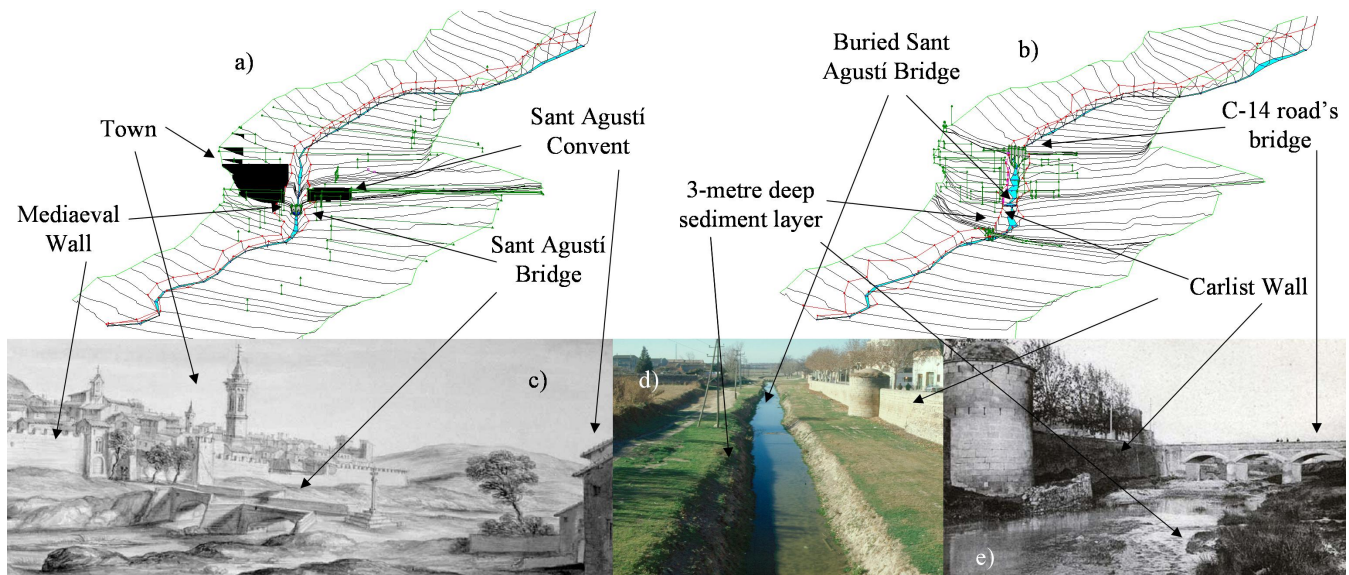 a)
Town
Sant Agustí
Convent
Mediaeval
Wall
Sant Agustí
Bridge
Buried Sant
Agustí Bridge
b)
C-14 road’s
bridge
3-metre deep
sediment layer
Carlist Wall
c)
d)
e)